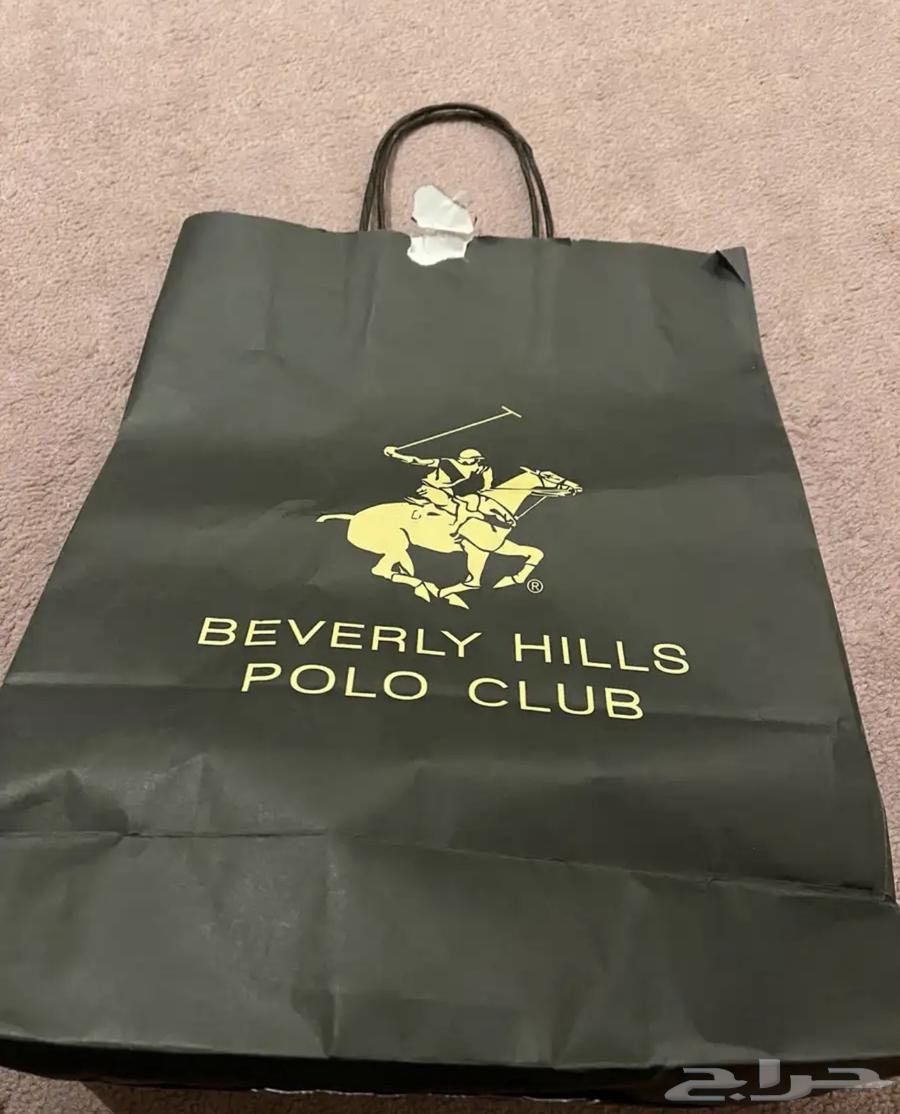 ®
BEVERLY HILLS
POLO CLUB
حراج